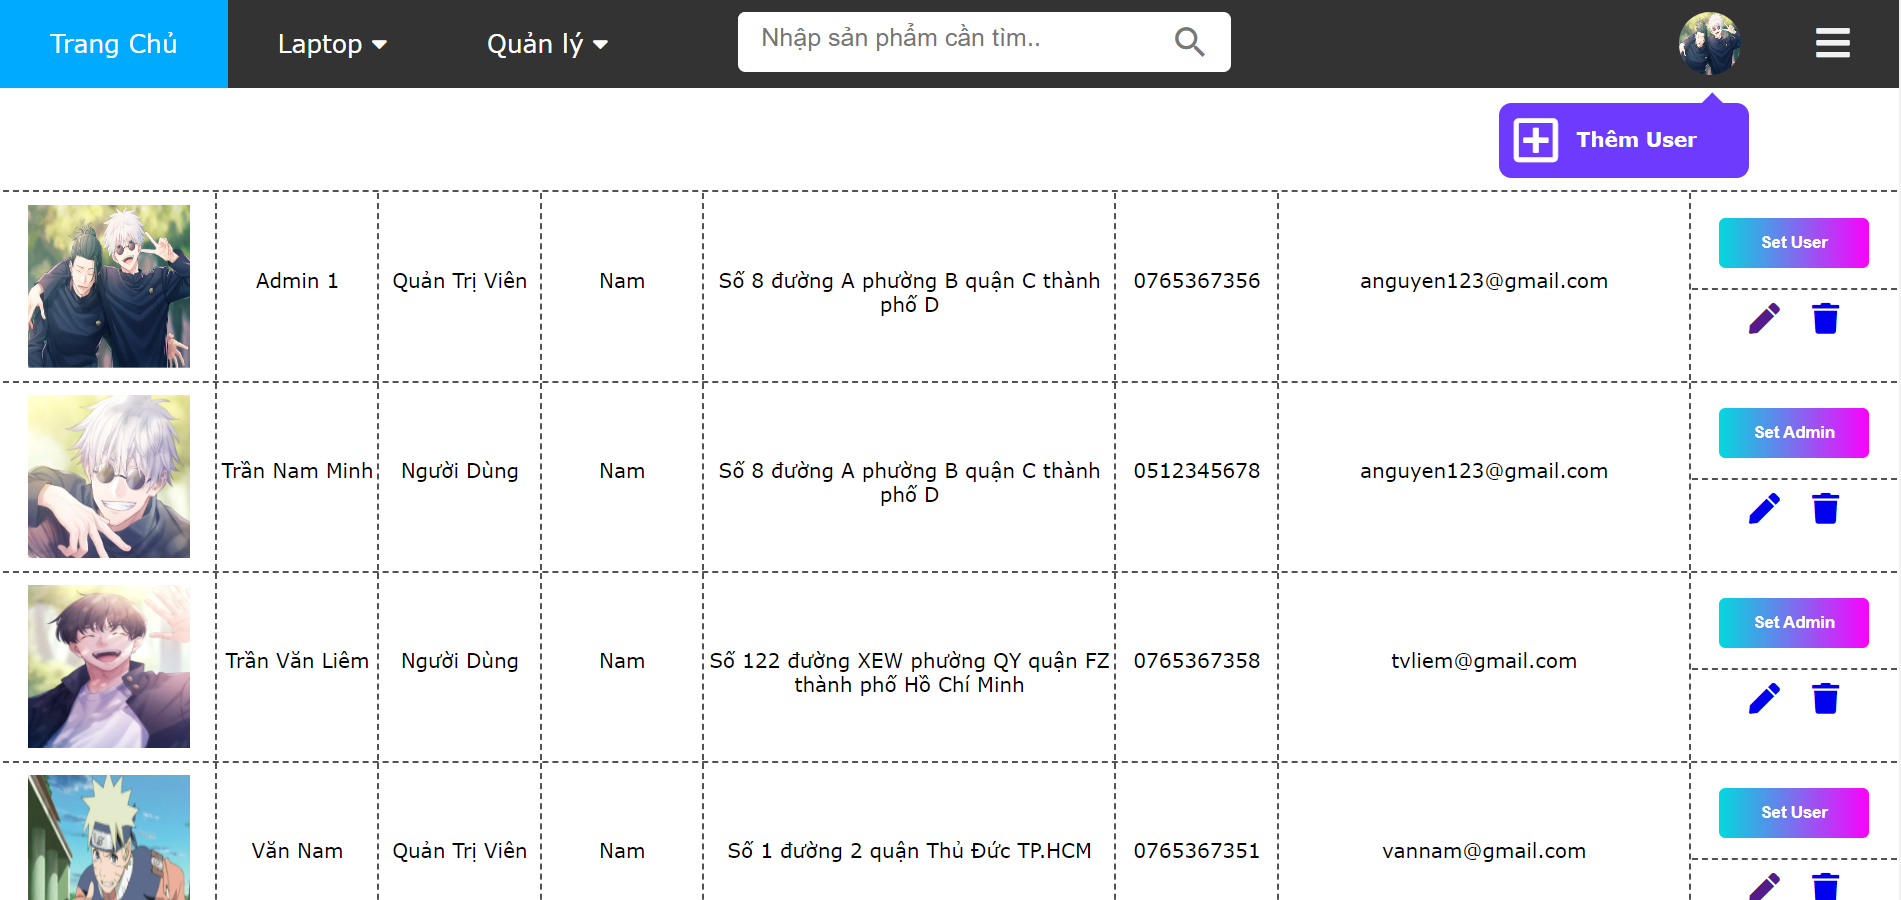 Trang Chủ
Laptop
Quản lý
Nhập sản phẩm cần tìm..
Thêm User
Admin 1
Quản Trị Viên
Nam
Số 8 đường A phường B quận C thành
phố D
0765367356
anguyen123@gmail.com
Set User
Trần Nam Minh
Người Dùng
Nam
Số 8 đường A phường B quận C thành
phố D
0512345678
anguyen123@gmail.com
Set Admin
Trần Văn Liêm
Người Dùng
Nam
Số 122 đường XEW phường QY quận FZ
thành phố Hồ Chí Minh
0765367358
tvliem@gmail.com
Set Admin
Văn Nam
Quản Trị Viên
Nam
Số 1 đường 2 quận Thủ Đức TP.HCM
0765367351
vannam@gmail.com
Set User